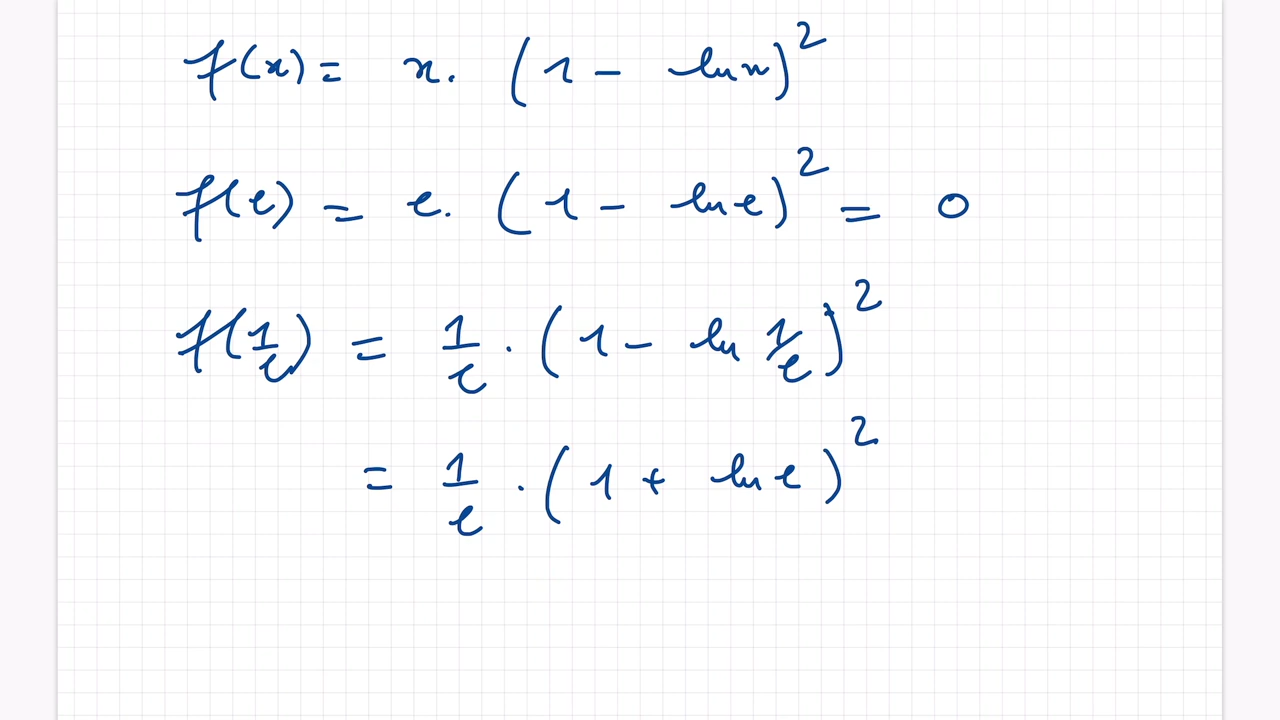 f(x) = x. (1 - ln x)²
f(e) = e. (1 - ln e)² = 0
f(1/e) = 1/e . (1 - ln 1/e)²
= 1/e . (1 + ln e)²